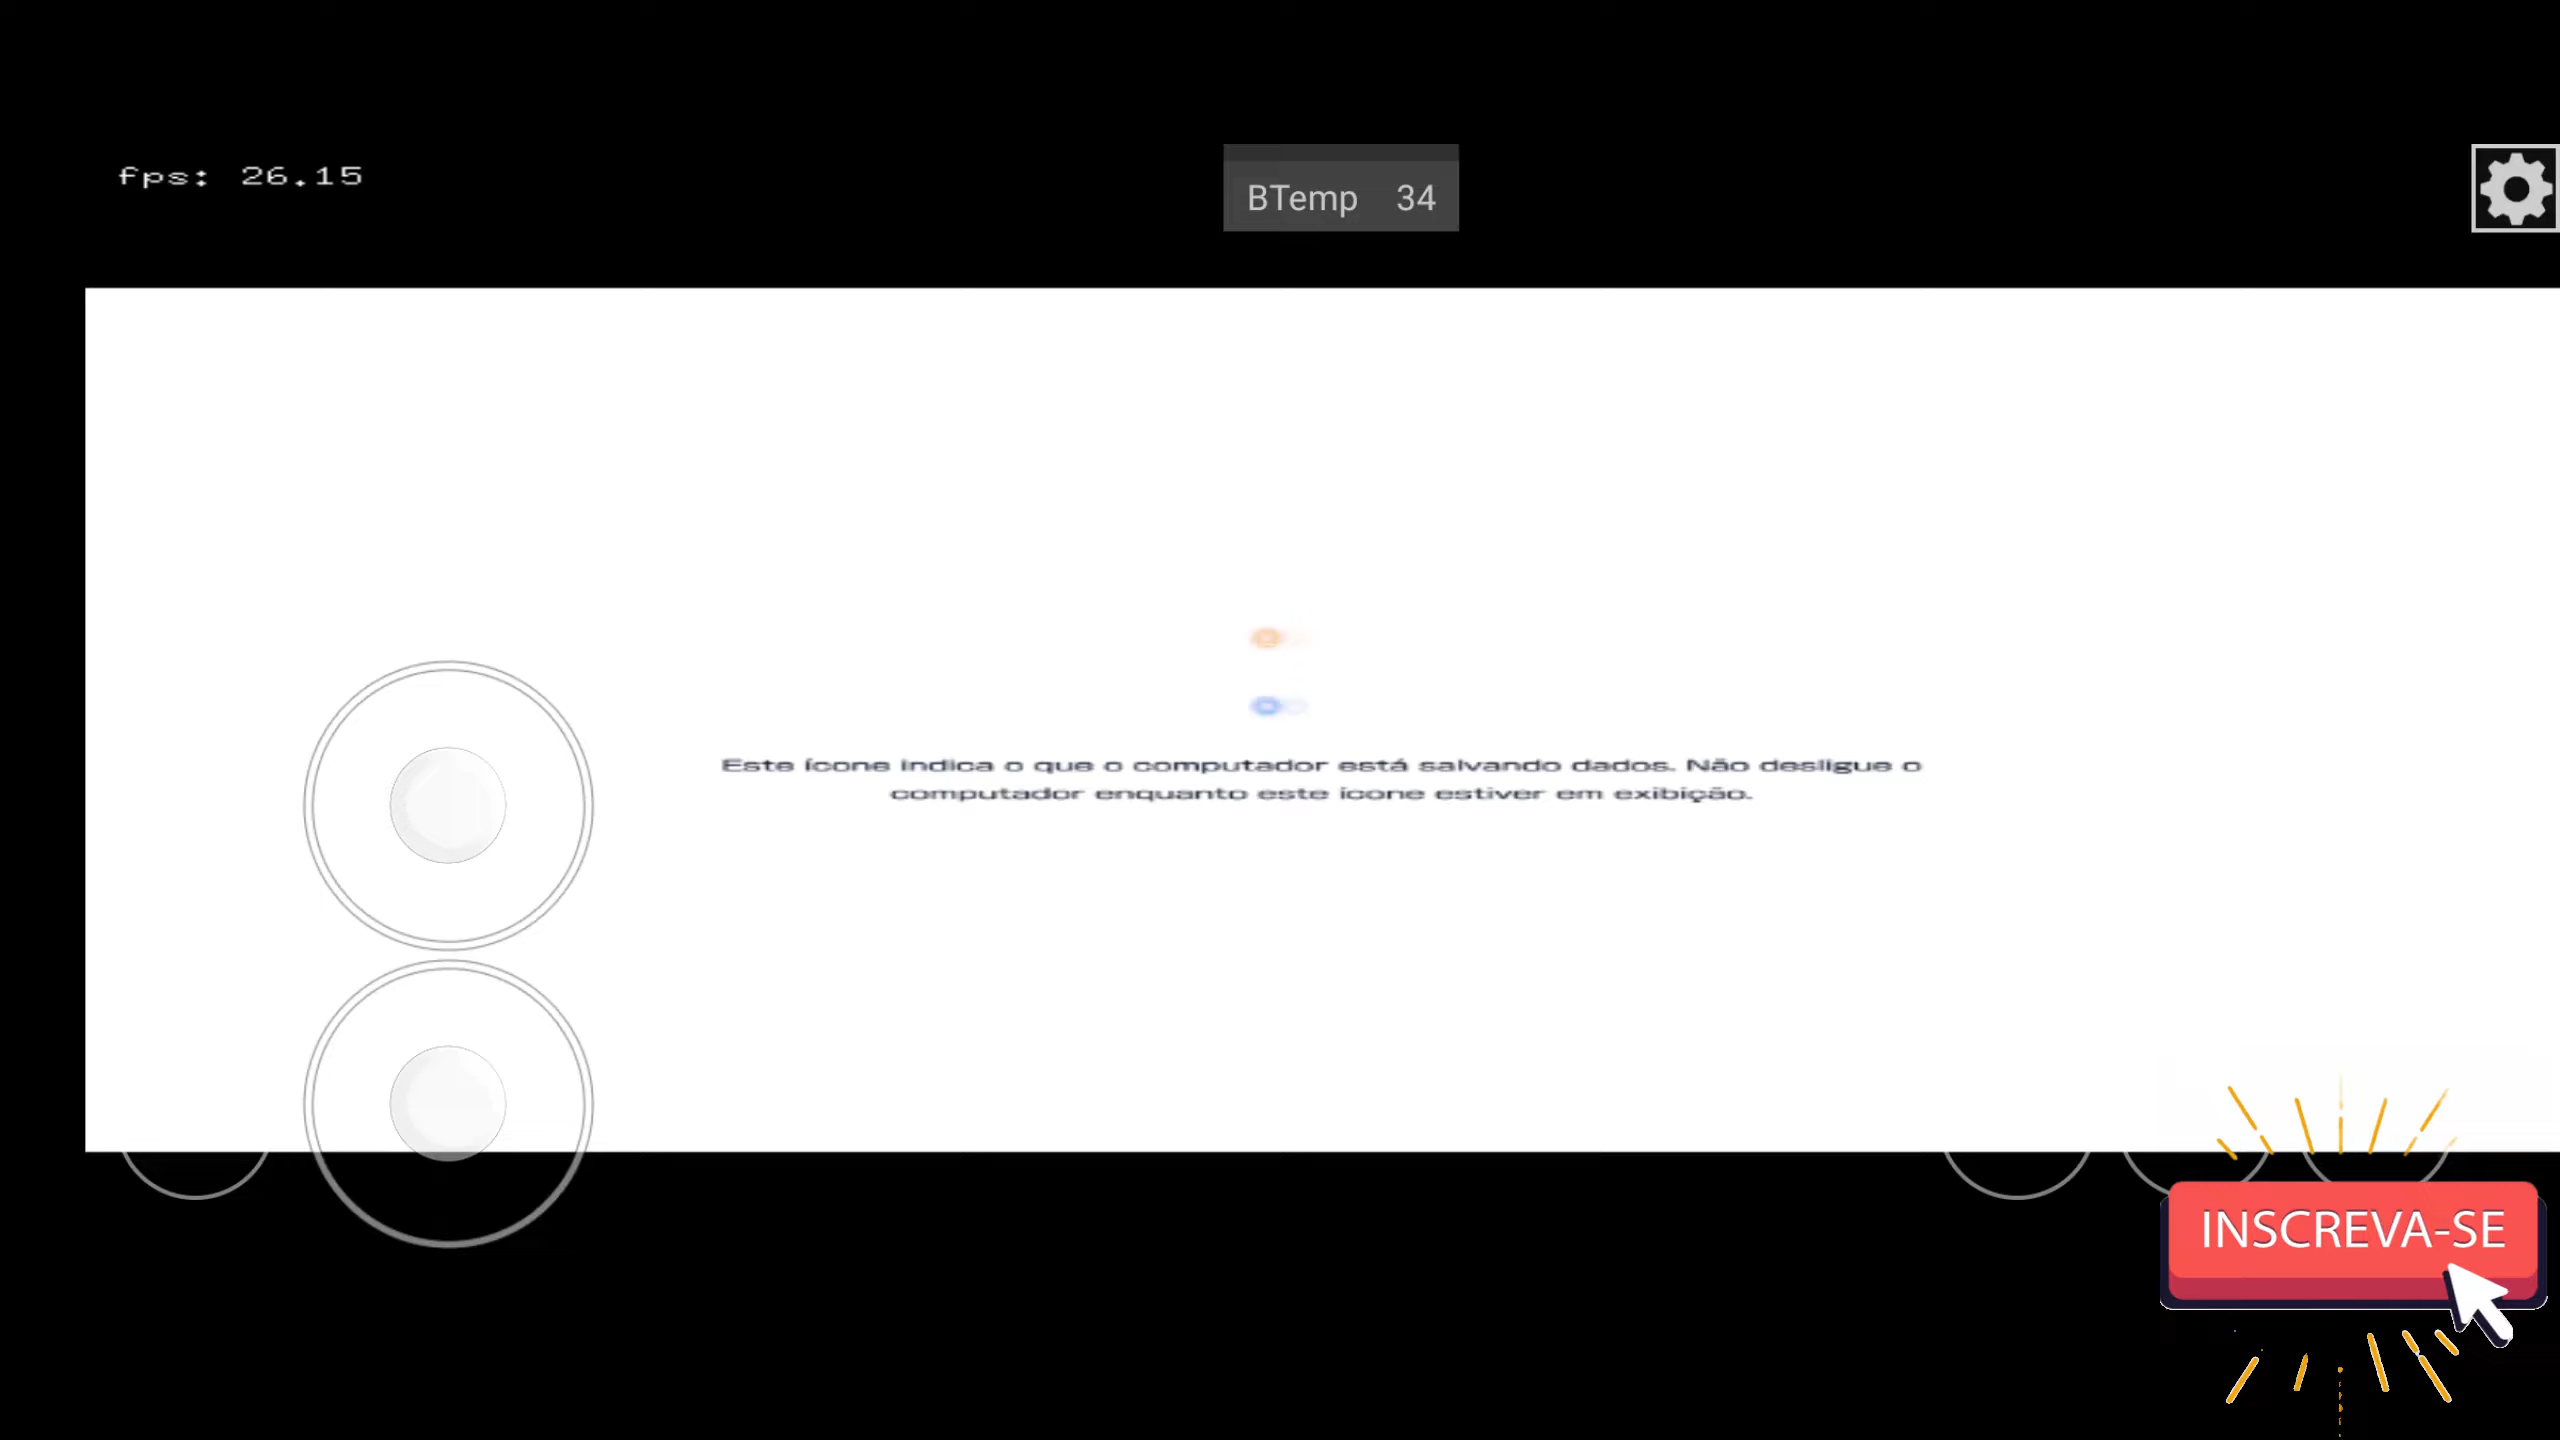 fps: 26.15
BTemp 34
Este ícone indica o que o computador está salvando dados. Não desligue o
computador enquanto este ícone estiver em exibição.
INSCREVA-SE